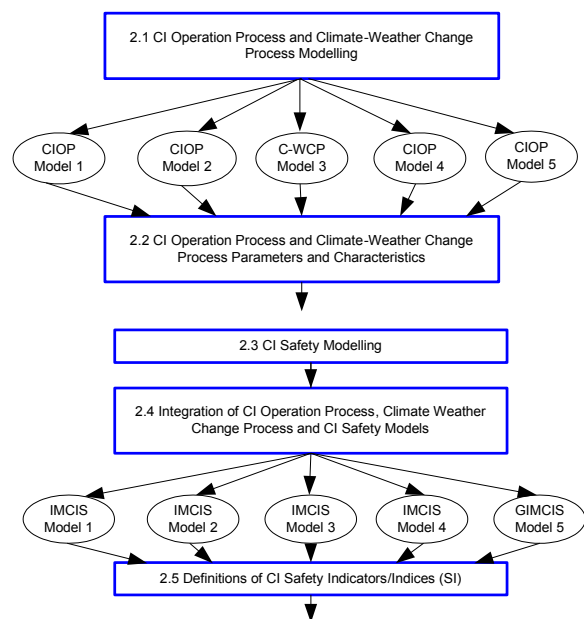 2.1 CI Operation Process and Climate-Weather Change
Process Modelling
CIOP
Model 1
CIOP
Model 2
C-WCP
Model 3
CIOP
Model 4
CIOP
Model 5
2.2 CI Operation Process and Climate-Weather Change
Process Parameters and Characteristics
2.3 CI Safety Modelling
2.4 Integration of CI Operation Process, Climate Weather
Change Process and CI Safety Models
IMCIS
Model 1
IMCIS
Model 2
IMCIS
Model 3
IMCIS
Model 4
GIMCIS
Model 5
2.5 Definitions of CI Safety Indicators/Indices (SI)